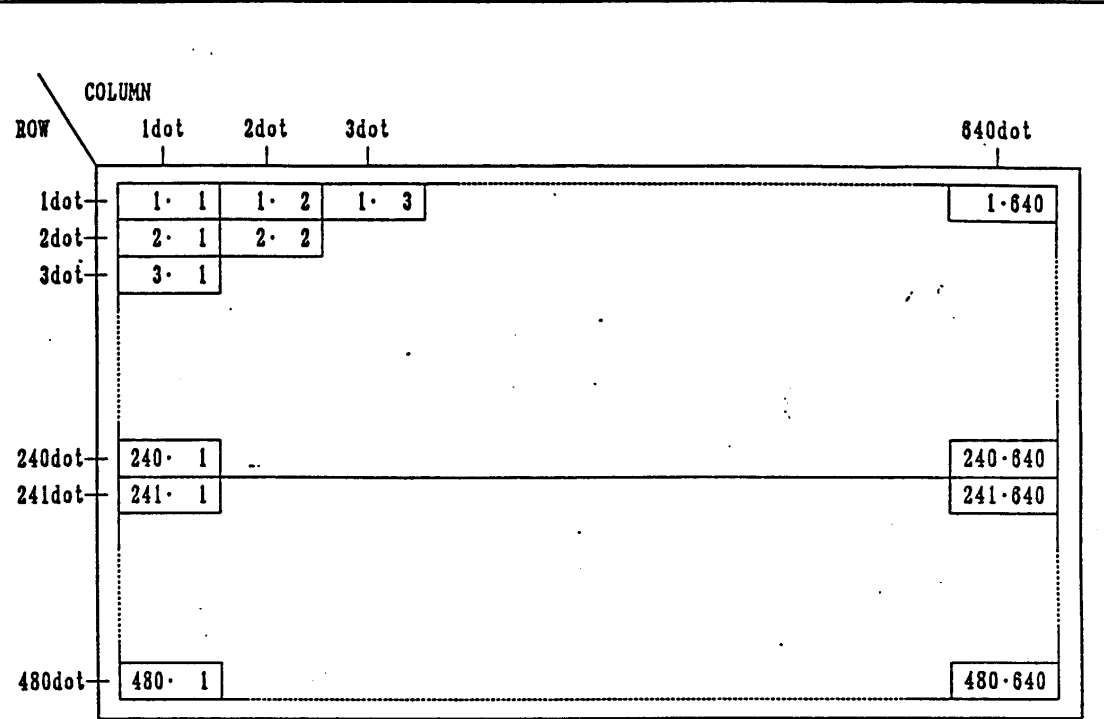 COLUMN
ROW 1dot 2dot 3dot 640dot
1dot 1· 1 1· 2 1· 3 1·640
2dot 2· 1 2· 2
3dot 3· 1
240dot 240· 1 240·640
241dot 241· 1 241·640
480dot 480· 1 480·640